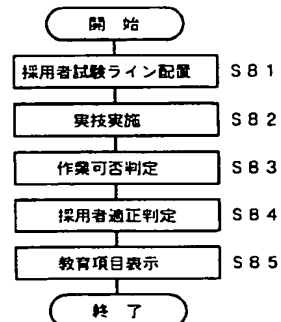 開 始
採用者試験ライン配置 S81
実技実施 S82
作業可否判定 S83
採用者適正判定 S84
教育項目表示 S85
終 了